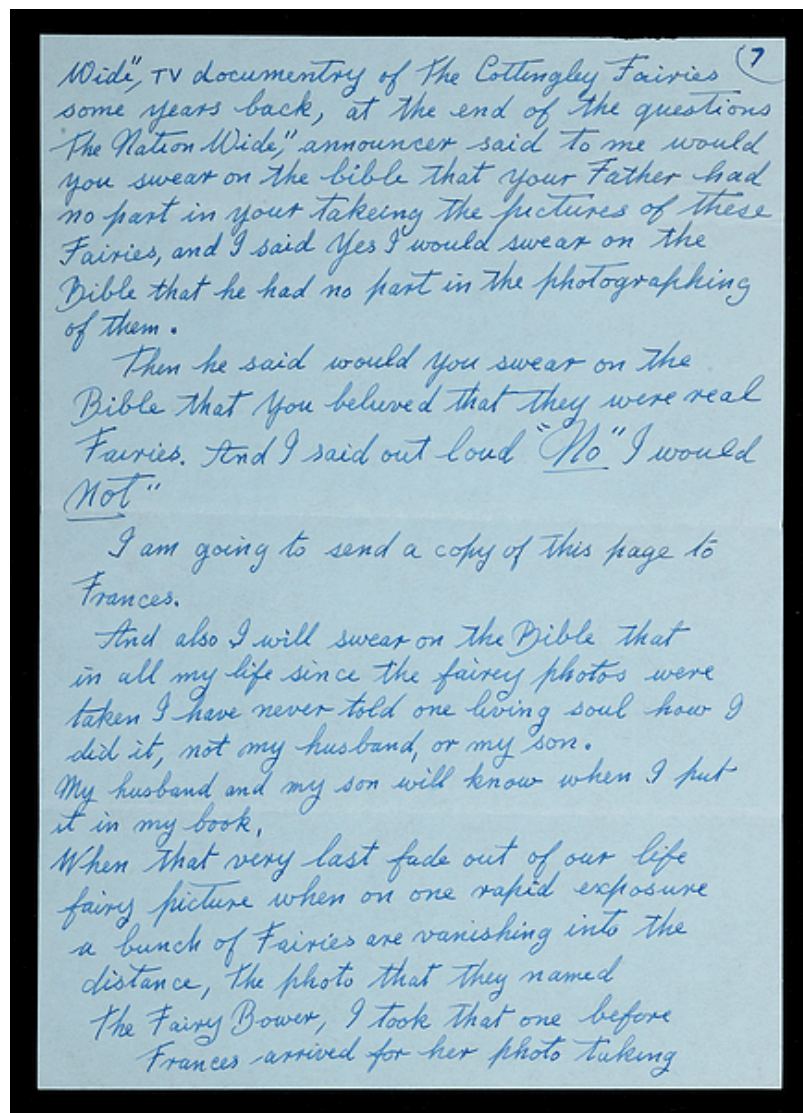 7
Wide", TV documentry of The Cottingley Fairies
some years back, at the end of the questions
The Nation Wide," announcer said to me would
you swear on the bible that your Father had
no part in your takeing the pictures of these
Fairies, and I said Yes I would swear on the
Bible that he had no part in the photographing
of them.
Then he said would you swear on the
Bible that you believed that they were real
Fairies. And I said out loud "No" I would
Not"
I am going to send a copy of this page to
Frances.
And also I will swear on the Bible that
in all my life since the fairey photos were
taken I have never told one living soul how I
did it, not my husband, or my son.
My husband and my son will know when I put
it in my book.
When that very last fade out of our life
fairy picture when on one rapid exposure
a bunch of Fairies are vanishing into the
distance, The photo that they named
The Fairy Bower, I took that one before
Frances arrived for her photo taking